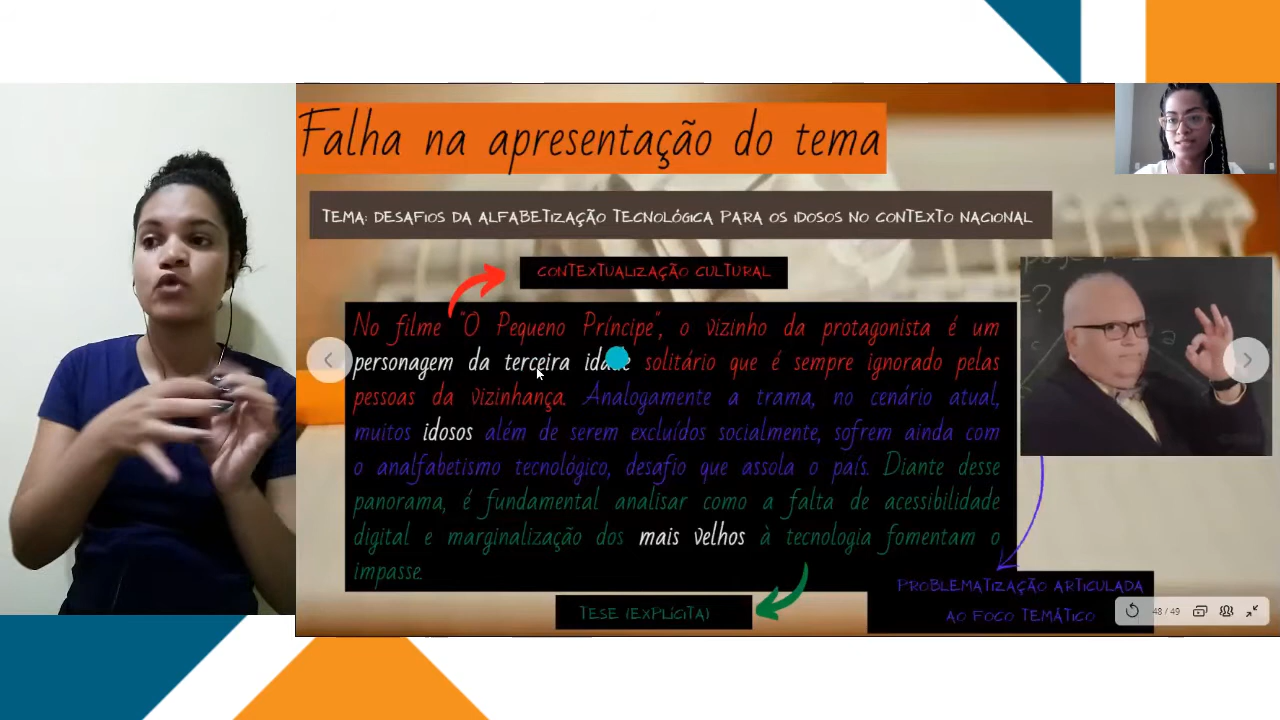 Falha na apresentação do tema
TEMA: DESAFIOS DA ALFABETIZAÇÃO TECNOLÓGICA PARA OS IDOSOS NO CONTEXTO NACIONAL
CONTEXTUALIZAÇÃO CULTURAL
No filme "O Pequeno Príncipe", o vizinho da protagonista é um
personagem da terceira idade solitário que é sempre ignorado pelas
pessoas da vizinhança. Analogamente a trama, no cenário atual,
muitos idosos além de serem excluídos socialmente, sofrem ainda com
o analfabetismo tecnológico, desafio que assola o país. Diante desse
panorama, é fundamental analisar como a falta de acessibilidade
digital e marginalização dos mais velhos à tecnologia fomentam o
impasse.
PROBLEMATIZAÇÃO ARTICULADA
AO FOCO TEMÁTICO
TESE (EXPLÍCITA)
48 / 49